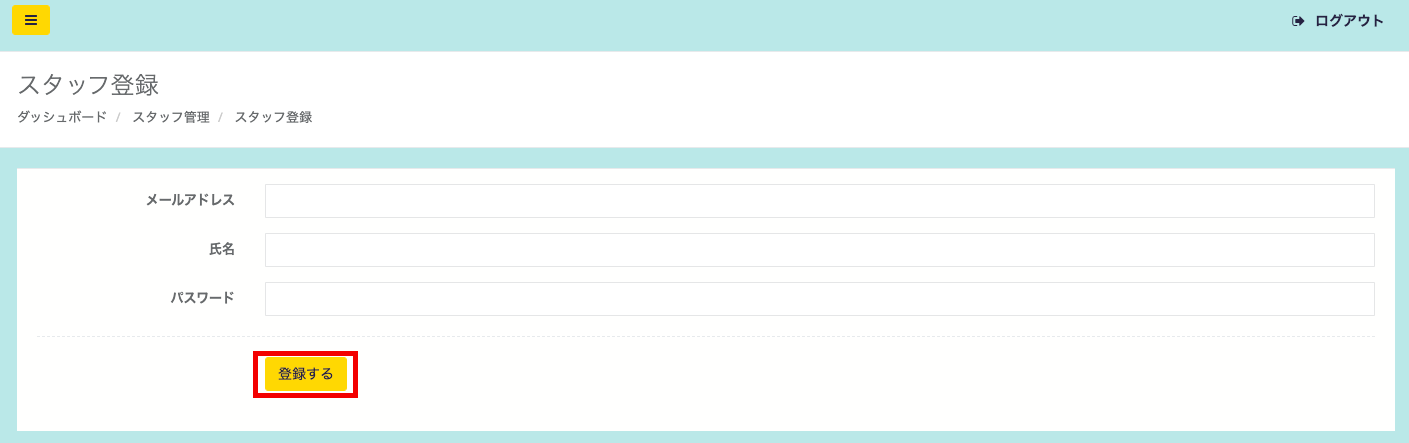 ログアウト
スタッフ登録
ダッシュボード / スタッフ管理 / スタッフ登録
メールアドレス
氏名
パスワード
登録する